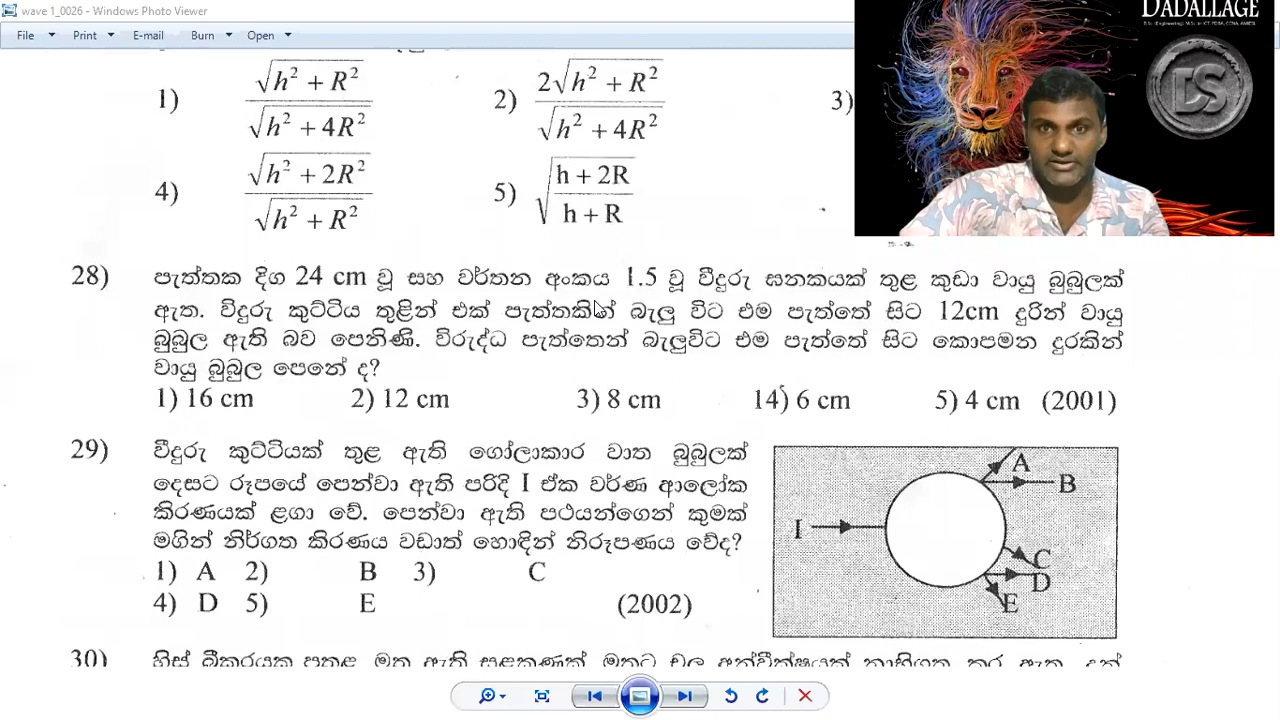 wave 1_0026 - Windows Photo Viewer
File Print E-mail Burn Open
DADALLAGE
DS
1) √h² + R² / √h² + 4R² 2) 2√h² + R² / √h² + 4R² 3)
4) √h² + 2R² / √h² + R² 5) √(h + 2R / h + R)
28) පැත්තක දිග 24 cm වූ සහ වර්තන අංකය 1.5 වූ වීදුරු ඝනකයක් තුළ කුඩා වායු බුබුලක්
ඇත. විදුරු කුට්ටිය තුළින් එක් පැත්තකින් බැලු විට එම පැත්තේ සිට 12cm දුරින් වායු
බුබුල ඇති බව පෙනිණි. විරුද්ධ පැත්තෙන් බැලුවිට එම පැත්තේ සිට කොපමන දුරකින්
වායු බුබුල පෙනේ ද?
1) 16 cm 2) 12 cm 3) 8 cm 14) 6 cm 5) 4 cm (2001)
29) වීදුරු කුට්ටියක් තුළ ඇති ගෝලාකාර වාත බුබුලක්
දෙසට රූපයේ පෙන්වා ඇති පරිදි I ඒක වර්ණ ආලෝක
කිරණයක් ළගා වේ. පෙන්වා ඇති පථයන්ගෙන් කුමක්
මගින් නිර්ගත කිරණය වඩාත් හොඳින් නිරූපණය වේද?
1) A 2) B 3) C
4) D 5) E (2002)
I
A
B
C
D
E
30)